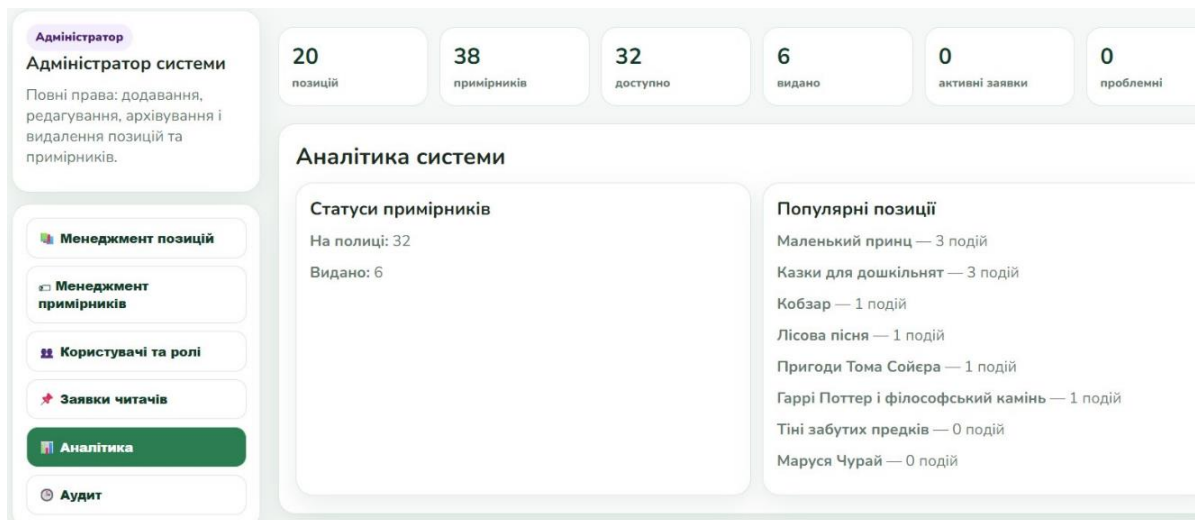 Адміністратор
Адміністратор системи
Повні права: додавання,
редагування, архівування і
видалення позицій та
примірників.
Менеджмент позицій
Менеджмент
примірників
Користувачі та ролі
Заявки читачів
Аналітика
Аудит
20
позицій
38
примірників
32
доступно
6
видано
0
активні заявки
0
проблемні
Аналітика системи
Статуси примірників
На полиці: 32
Видано: 6
Популярні позиції
Маленький принц — 3 подій
Казки для дошкільнят — 3 подій
Кобзар — 1 подій
Лісова пісня — 1 подій
Пригоди Тома Сойєра — 1 подій
Гаррі Поттер і філософський камінь — 1 подій
Тіні забутих предків — 0 подій
Маруся Чурай — 0 подій